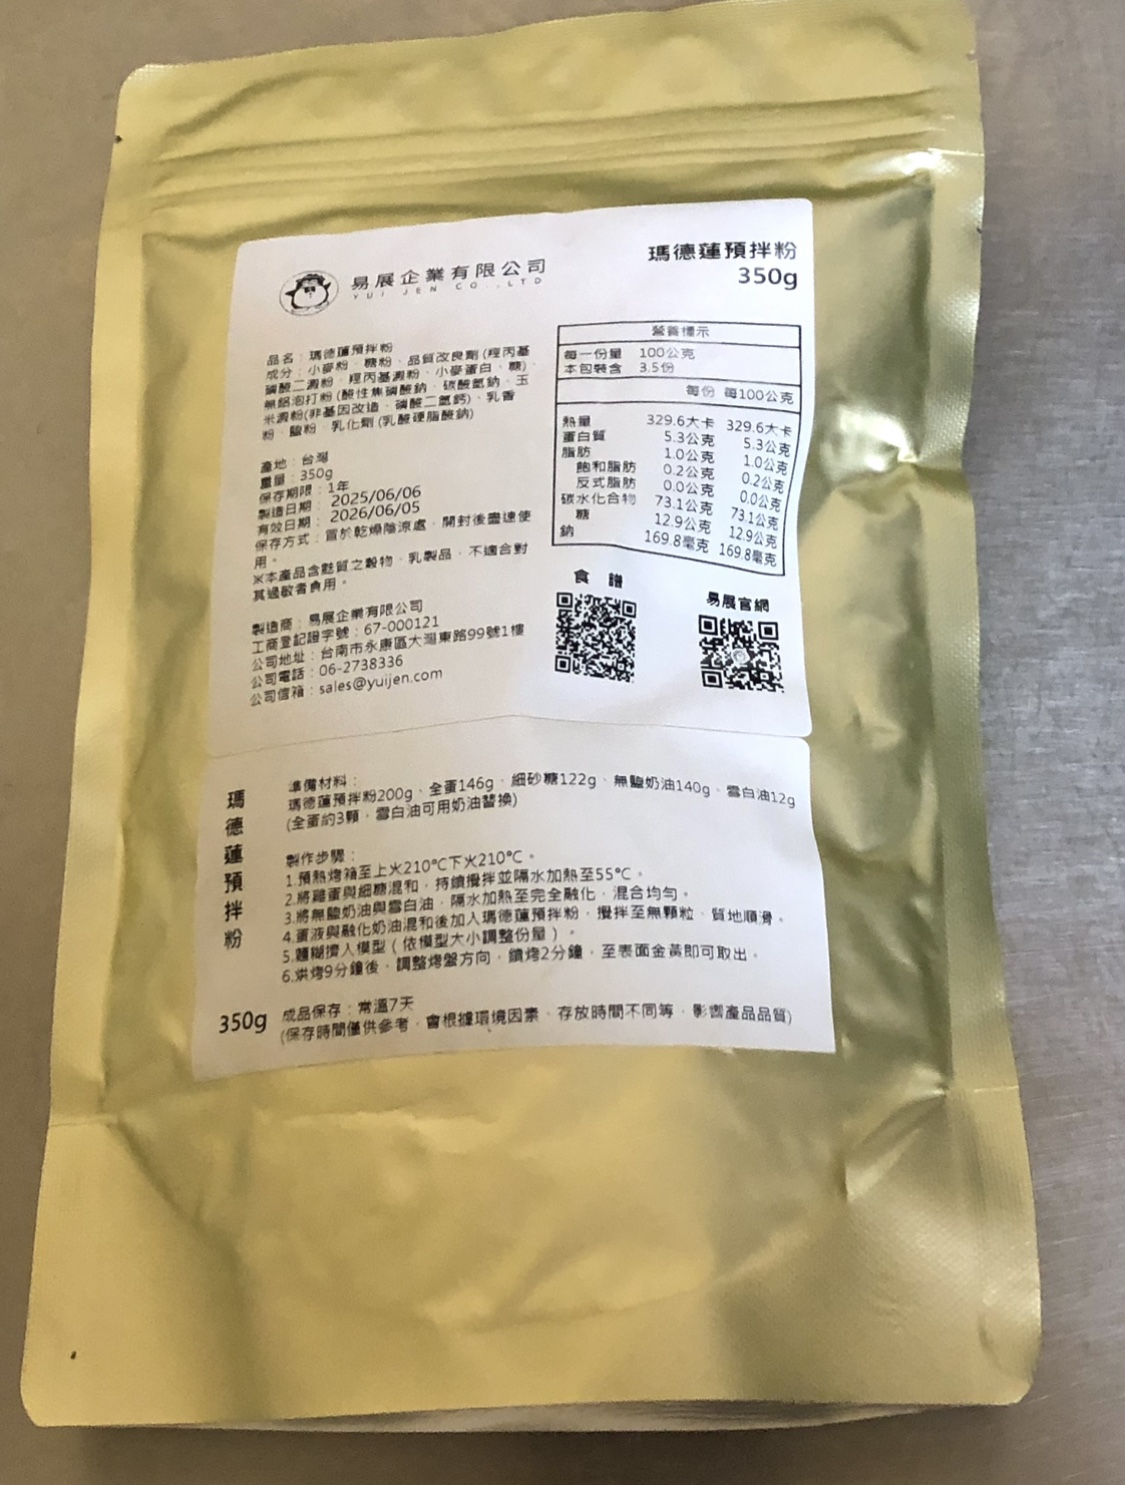 易展企業有限公司
YUI JEN CO.,LTD
瑪德蓮預拌粉
350g
品名：瑪德蓮預拌粉
成分：小麥粉、糖粉、品質改良劑(羥丙基
磷酸二澱粉、羥丙基澱粉、小麥蛋白、糖)、
無鋁泡打粉(酸性焦磷酸鈉、碳酸氫鈉、玉
米澱粉(非基因改造、磷酸二氫鈣)、乳香
粉、鹽粉、乳化劑(乳酸硬脂酸鈉)
產地：台灣
重量：350g
保存期限：1年
製造日期：2025/06/06
有效日期：2026/06/05
保存方式：置於乾燥陰涼處，開封後盡速使
用。
※本產品含麩質之穀物、乳製品，不適合對
其過敏者食用。
製造商：易展企業有限公司
工商登記證字號：67-000121
公司地址：台南市永康區大灣東路99號1樓
公司電話：06-2738336
公司信箱：sales@yuijen.com
營養標示
每一份量 100公克
本包裝含 3.5份
每份 每100公克
熱量 329.6大卡 329.6大卡
蛋白質 5.3公克 5.3公克
脂肪 1.0公克 1.0公克
飽和脂肪 0.2公克 0.2公克
反式脂肪 0.0公克 0.0公克
碳水化合物 73.1公克 73.1公克
糖 12.9公克 12.9公克
鈉 169.8毫克 169.8毫克
食譜
易展官網
瑪德蓮預拌粉
350g
準備材料：
瑪德蓮預拌粉200g、全蛋146g、細砂糖122g、無鹽奶油140g、雪白油12g
(全蛋約3顆，雪白油可用奶油替換)
製作步驟：
1.預熱烤箱至上火210°C下火210°C。
2.將雞蛋與細糖混和，持續攪拌並隔水加熱至55°C。
3.將無鹽奶油與雪白油，隔水加熱至完全融化，混合均勻。
4.蛋液與融化奶油混和後加入瑪德蓮預拌粉，攪拌至無顆粒、質地順滑。
5.麵糊擠入模型（依模型大小調整份量）。
6.烘烤9分鐘後，調整烤盤方向，續烤2分鐘，至表面金黃即可取出。
成品保存：常溫7天
(保存時間僅供參考，會根據環境因素、存放時間不同等，影響產品品質)